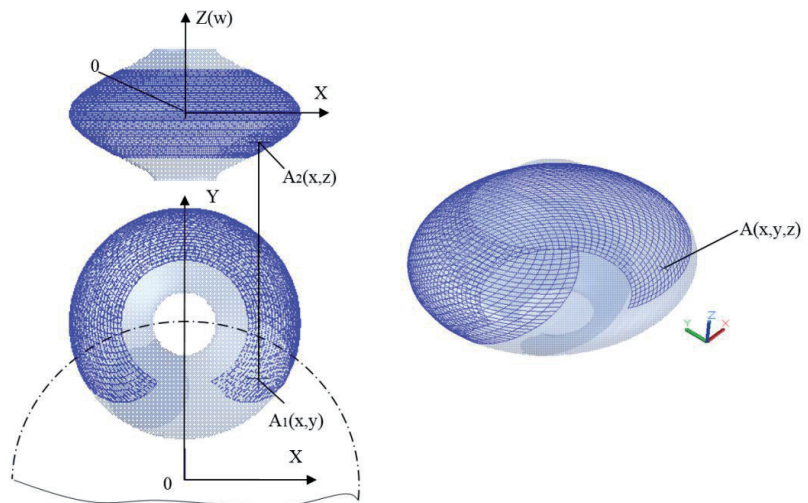 Z(w)
0
X
A2(x,z)
Y
A(x,y,z)
Z
Y
X
A1(x,y)
X
0